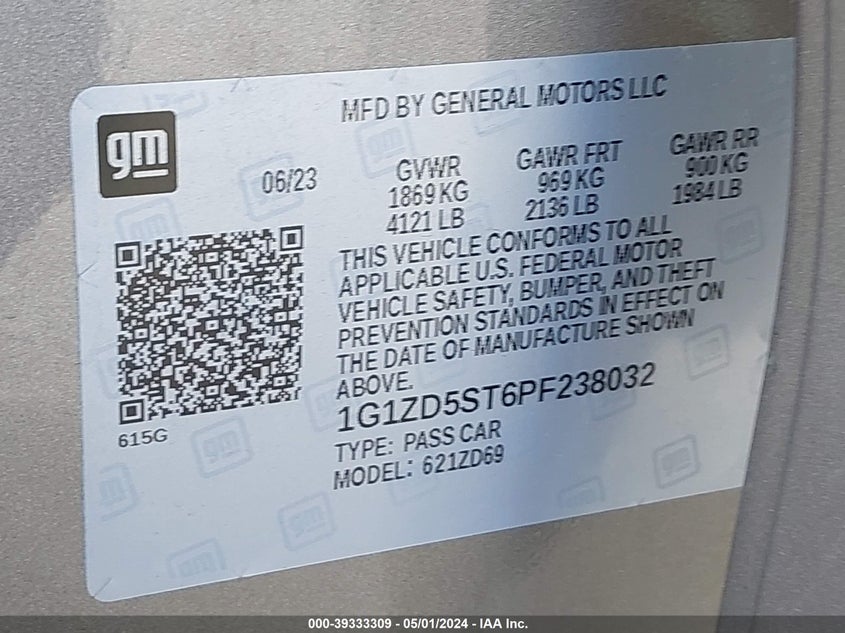 MFD BY GENERAL MOTORS LLC
gm
06/23
GVWR
1869 KG
4121 LB
GAWR FRT
969 KG
2136 LB
GAWR RR
900 KG
1984 LB
THIS VEHICLE CONFORMS TO ALL
APPLICABLE U.S. FEDERAL MOTOR
VEHICLE SAFETY, BUMPER, AND THEFT
PREVENTION STANDARDS IN EFFECT ON
THE DATE OF MANUFACTURE SHOWN
ABOVE.
615G
1G1ZD5ST6PF238032
TYPE: PASS CAR
MODEL: 621ZD69
000-39333309 - 05/01/2024 - IAA Inc.